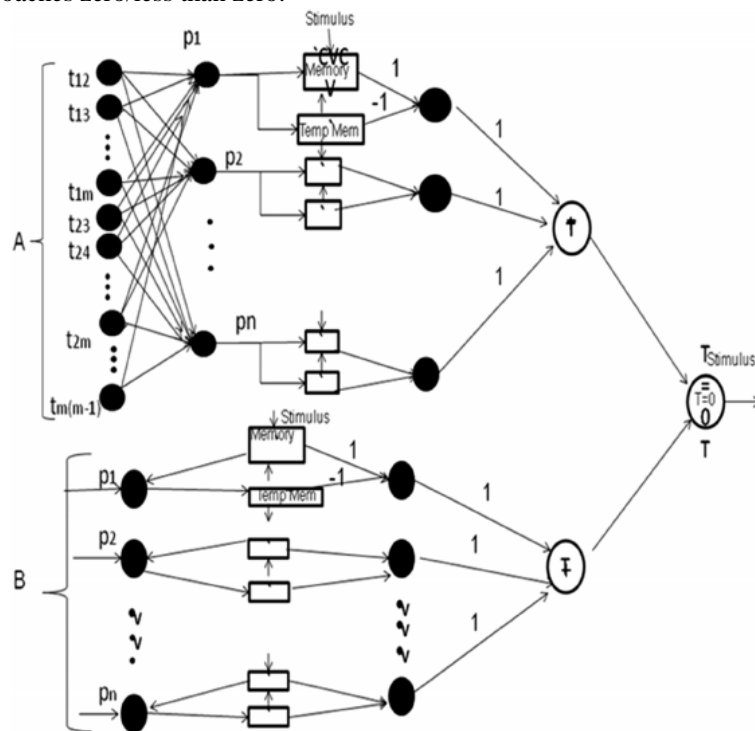 Stimulus
p1
t12
t13
t1m
t23
t24
t2m
tm(m-1)
A
Memory
1
-1
Temp Mem
p2
pn
1
1
1
Stimulus
T=0
Stimulus
Memory
1
-1
Temp Mem
B
p1
p2
pn
1
1
1